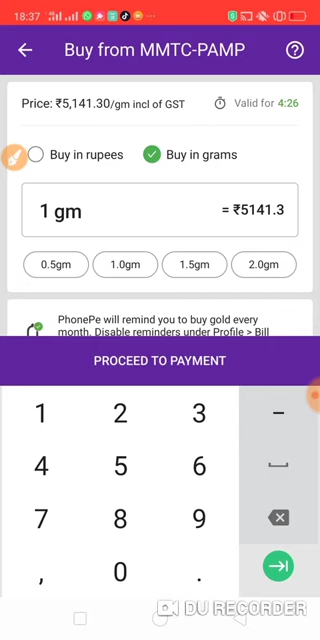 18:37
Buy from MMTC-PAMP
Price: ₹5,141.30/gm incl of GST
Valid for 4:26
Buy in rupees
Buy in grams
1 gm
= ₹5141.3
0.5gm
1.0gm
1.5gm
2.0gm
PhonePe will remind you to buy gold every
month. Disable reminders under Profile > Bill
PROCEED TO PAYMENT
1 2 3 −
4 5 6
7 8 9
, 0 .
DU RECORDER